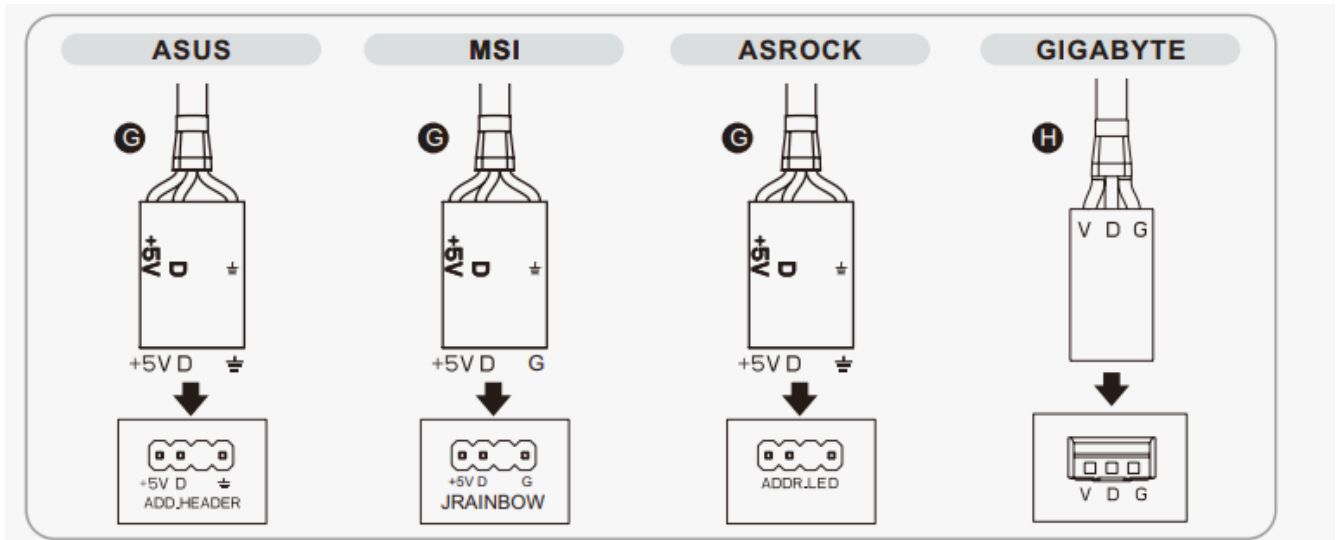 ASUS
G
+5V D ⏚
+5V D ⏚
+5V D ⏚
ADD_HEADER
MSI
G
+5V D ⏚
+5V D G
+5V D G
JRAINBOW
ASROCK
G
+5V D ⏚
+5V D ⏚
ADDR_LED
GIGABYTE
H
V D G
V D G